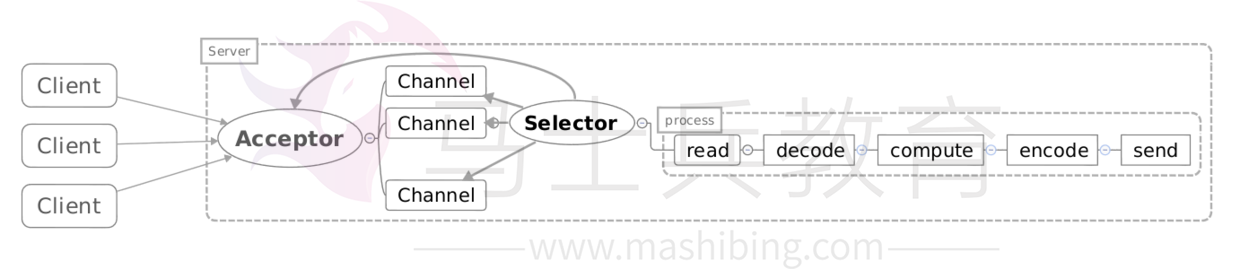 Server
Client
Client
Client
Acceptor
Channel
Channel
Channel
Selector
process
read
decode
compute
encode
send
马士兵教育
www.mashibing.com